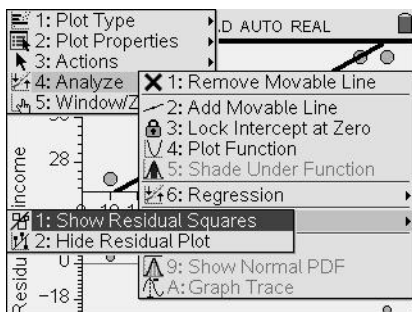 1: Plot Type
.D AUTO REAL
2: Plot Properties
3: Actions
4: Analyze
1: Remove Movable Line
5: Window/Z
2: Add Movable Line
3: Lock Intercept at Zero
4: Plot Function
28
5: Shade Under Function
income
6: Regression
1: Show Residual Squares
2: Hide Residual Plot
0
9: Show Normal PDF
-18
A: Graph Trace
Residual